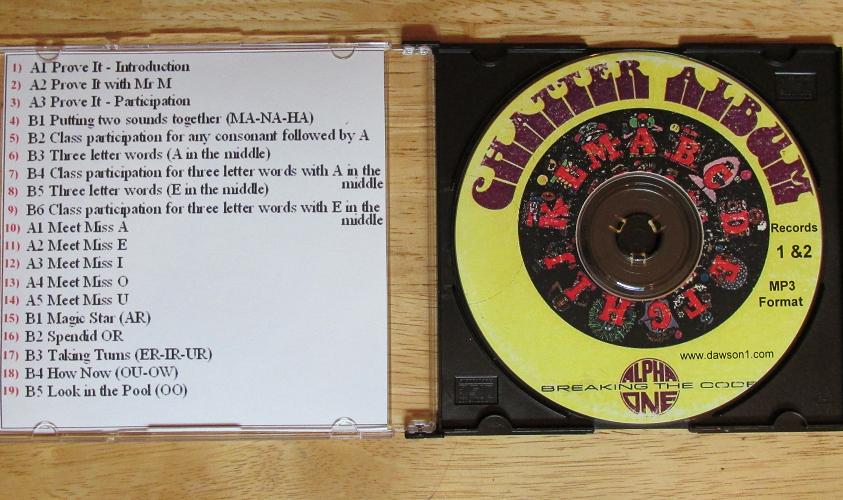 1) A1 Prove It - Introduction
2) A2 Prove It with Mr M
3) A3 Prove It - Participation
4) B1 Putting two sounds together (MA-NA-HA)
5) B2 Class participation for any consonant followed by A
6) B3 Three letter words (A in the middle)
7) B4 Class participation for three letter words with A in the
middle
8) B5 Three letter words (E in the middle)
9) B6 Class participation for three letter words with E in the
middle
10) A1 Meet Miss A
11) A2 Meet Miss E
12) A3 Meet Miss I
13) A4 Meet Miss O
14) A5 Meet Miss U
15) B1 Magic Star (AR)
16) B2 Spendid OR
17) B3 Taking Turns (ER-IR-UR)
18) B4 How Now (OU-OW)
19) B5 Look in the Pool (OO)
CHATTER ALBUM
A B C D E F G H I J K L M
Records
1 &2
MP3
Format
www.dawson1.com
ALPHA
BREAKING THE CODE
ONE